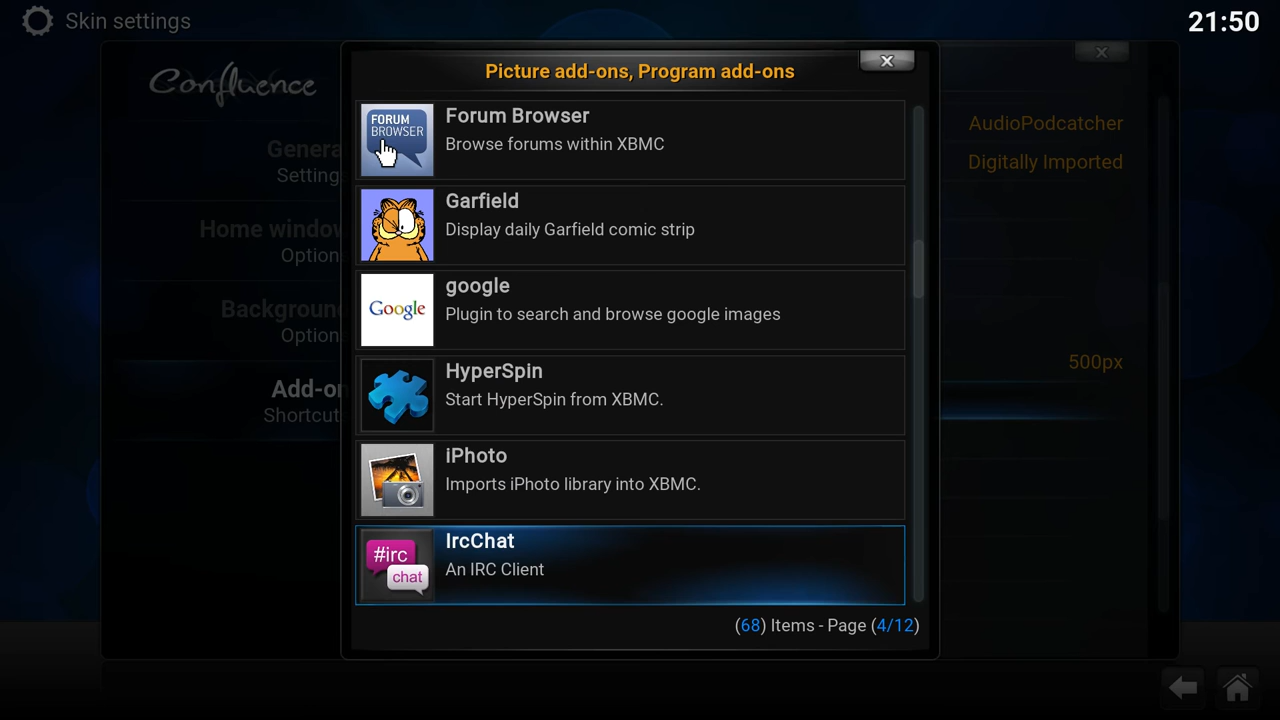 Skin settings
21:50
Confluence
Picture add-ons, Program add-ons
FORUM
BROWSER
Forum Browser
Browse forums within XBMC
AudioPodcatcher
Digitally Imported
Garfield
Display daily Garfield comic strip
Google
google
Plugin to search and browse google images
HyperSpin
Start HyperSpin from XBMC.
500px
iPhoto
Imports iPhoto library into XBMC.
#irc
chat
IrcChat
An IRC Client
(68) Items - Page (4/12)